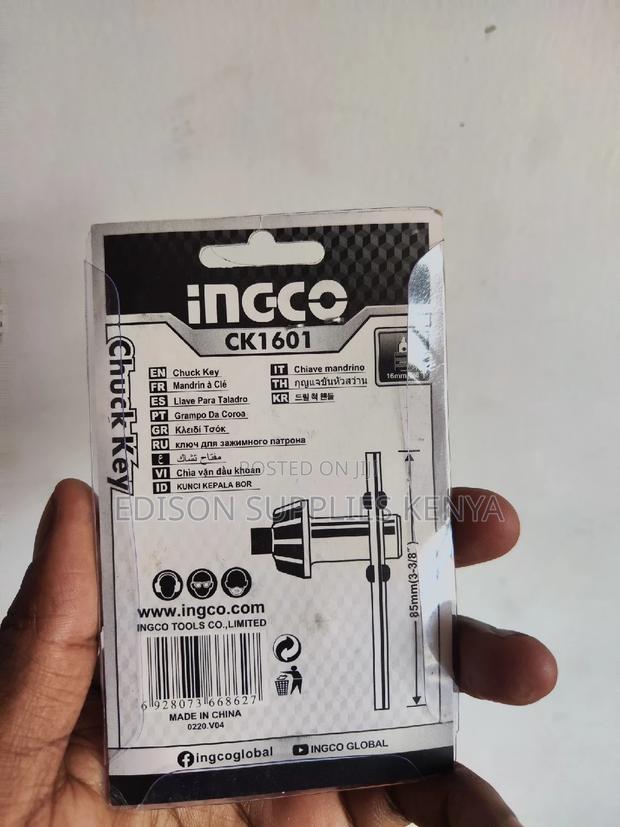 INGCO
CK1601
Chuck Key
16mm
EN Chuck Key
FR Mandrin à Clé
ES Llave Para Taladro
PT Grampo Da Coroa
GR Κλειδί Τσόκ
RU ключ для зажимного патрона
ع مفتاح تشاك
VI Chìa vặn đầu khoan
ID KUNCI KEPALA BOR
IT Chiave mandrino
TH กุญแจขันหัวสว่าน
KR 드릴 척 핸들
POSTED ON JIJI
EDISON SUPPLIES KENYA
85mm(3-3/8"
www.ingco.com
INGCO TOOLS CO.,LIMITED
6 928073 668627
MADE IN CHINA
0220.V04
ingcoglobal
INGCO GLOBAL